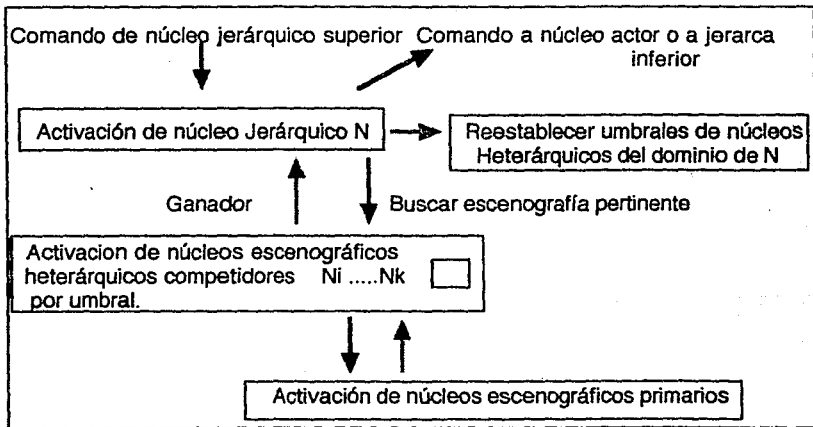 Comando de núcleo jerárquico superior Comando a núcleo actor o a jerarca
inferior
Activación de núcleo Jerárquico N
Reestablecer umbrales de núcleos
Heterárquicos del dominio de N
Ganador
Buscar escenografía pertinente
Activacion de núcleos escenográficos
heterárquicos competidores Ni .....Nk
por umbral.
Activación de núcleos escenográficos primarios